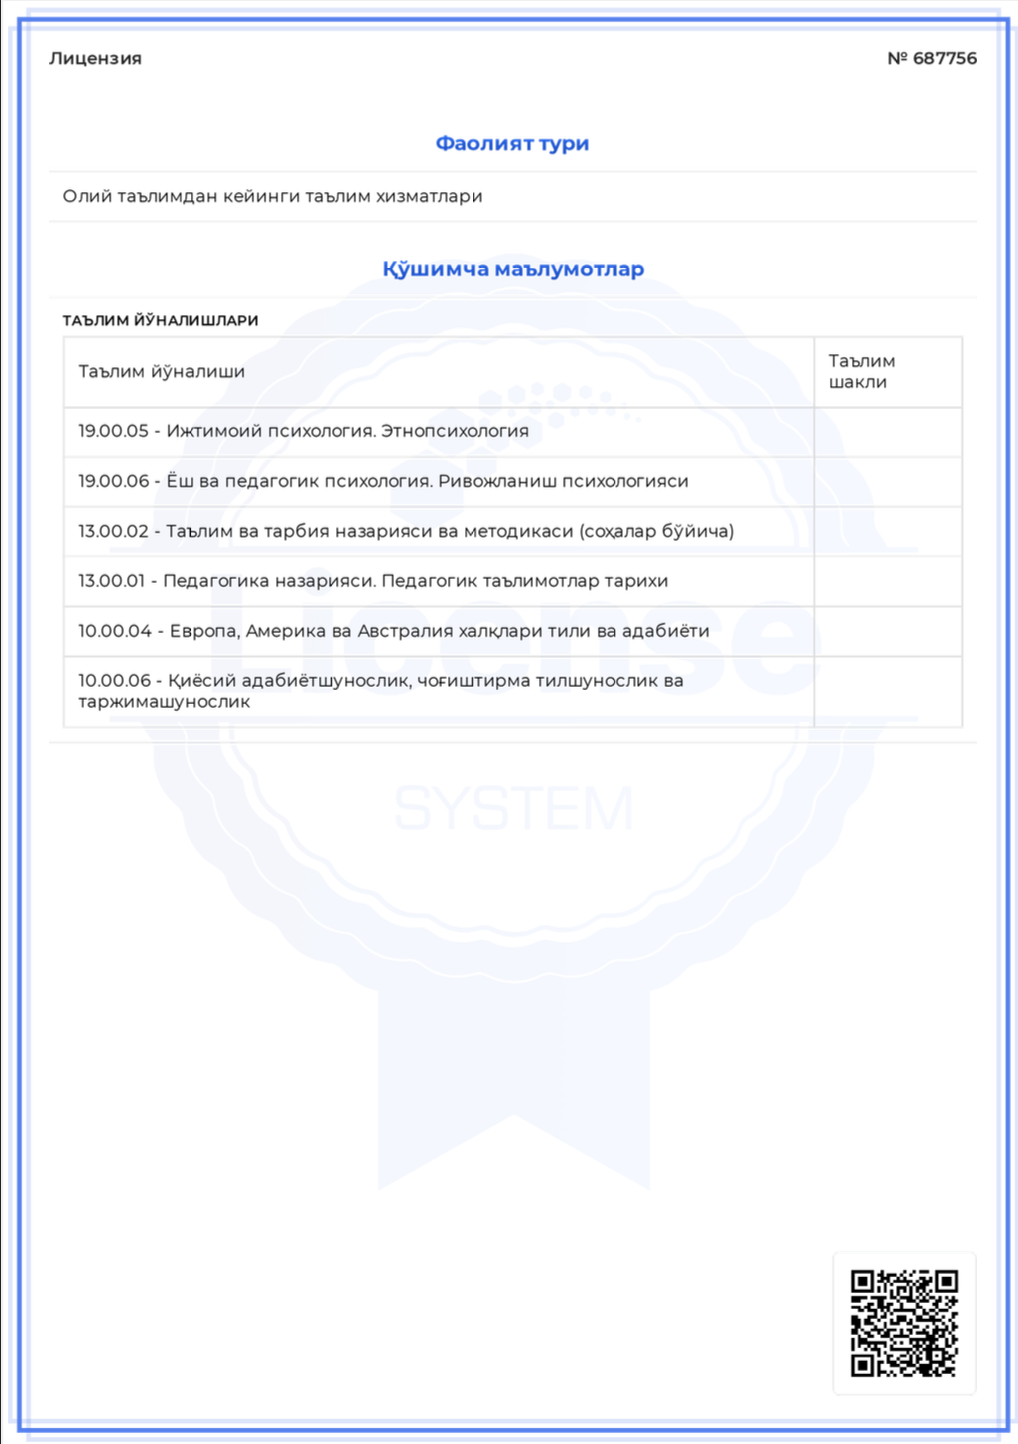 Лицензия
№ 687756
Фаолият тури
Олий таълимдан кейинги таълим хизматлари
Қўшимча маълумотлар
ТАЪЛИМ ЙЎНАЛИШЛАРИ
Таълим йўналиши
Таълим
шакли
19.00.05 - Ижтимоий психология. Этнопсихология
19.00.06 - Ёш ва педагогик психология. Ривожланиш психологияси
13.00.02 - Таълим ва тарбия назарияси ва методикаси (соҳалар бўйича)
13.00.01 - Педагогика назарияси. Педагогик таълимотлар тарихи
10.00.04 - Европа, Америка ва Австралия халқлари тили ва адабиёти
10.00.06 - Қиёсий адабиётшунослик, чоғиштирма тилшунослик ва
таржимашунослик
License
SYSTEM